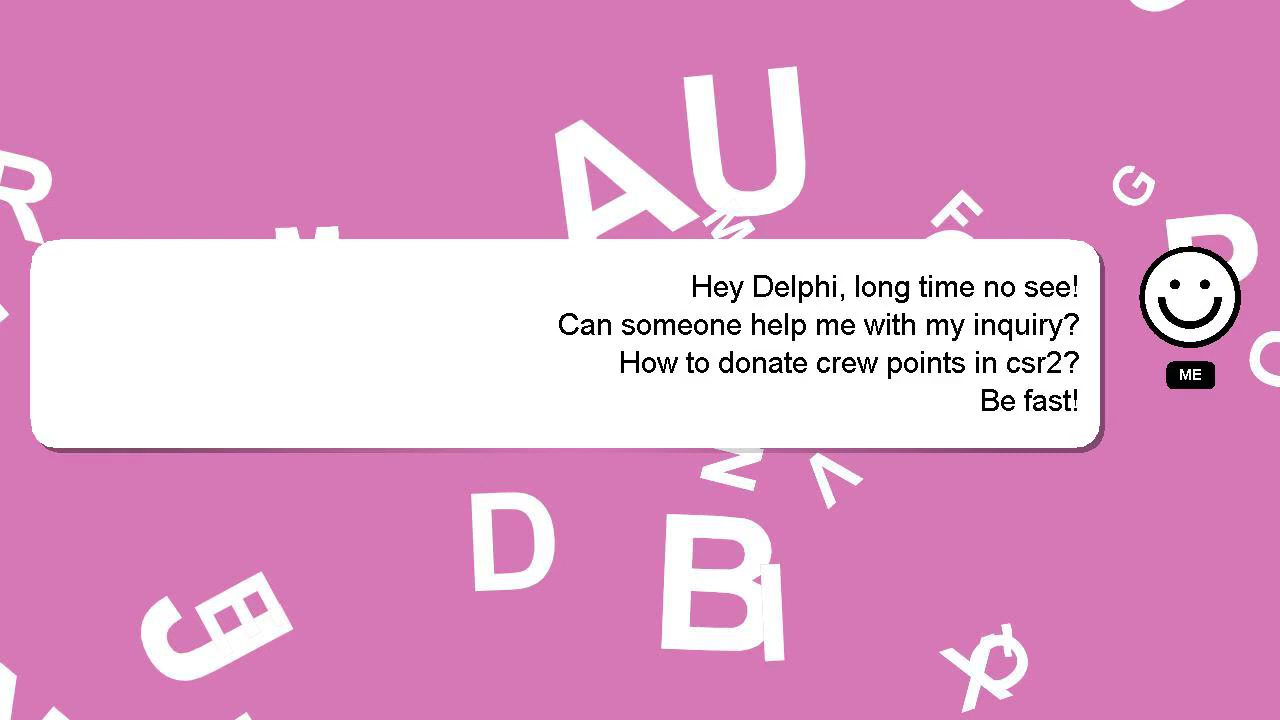 Hey Delphi, long time no see!
Can someone help me with my inquiry?
How to donate crew points in csr2?
Be fast!
ME